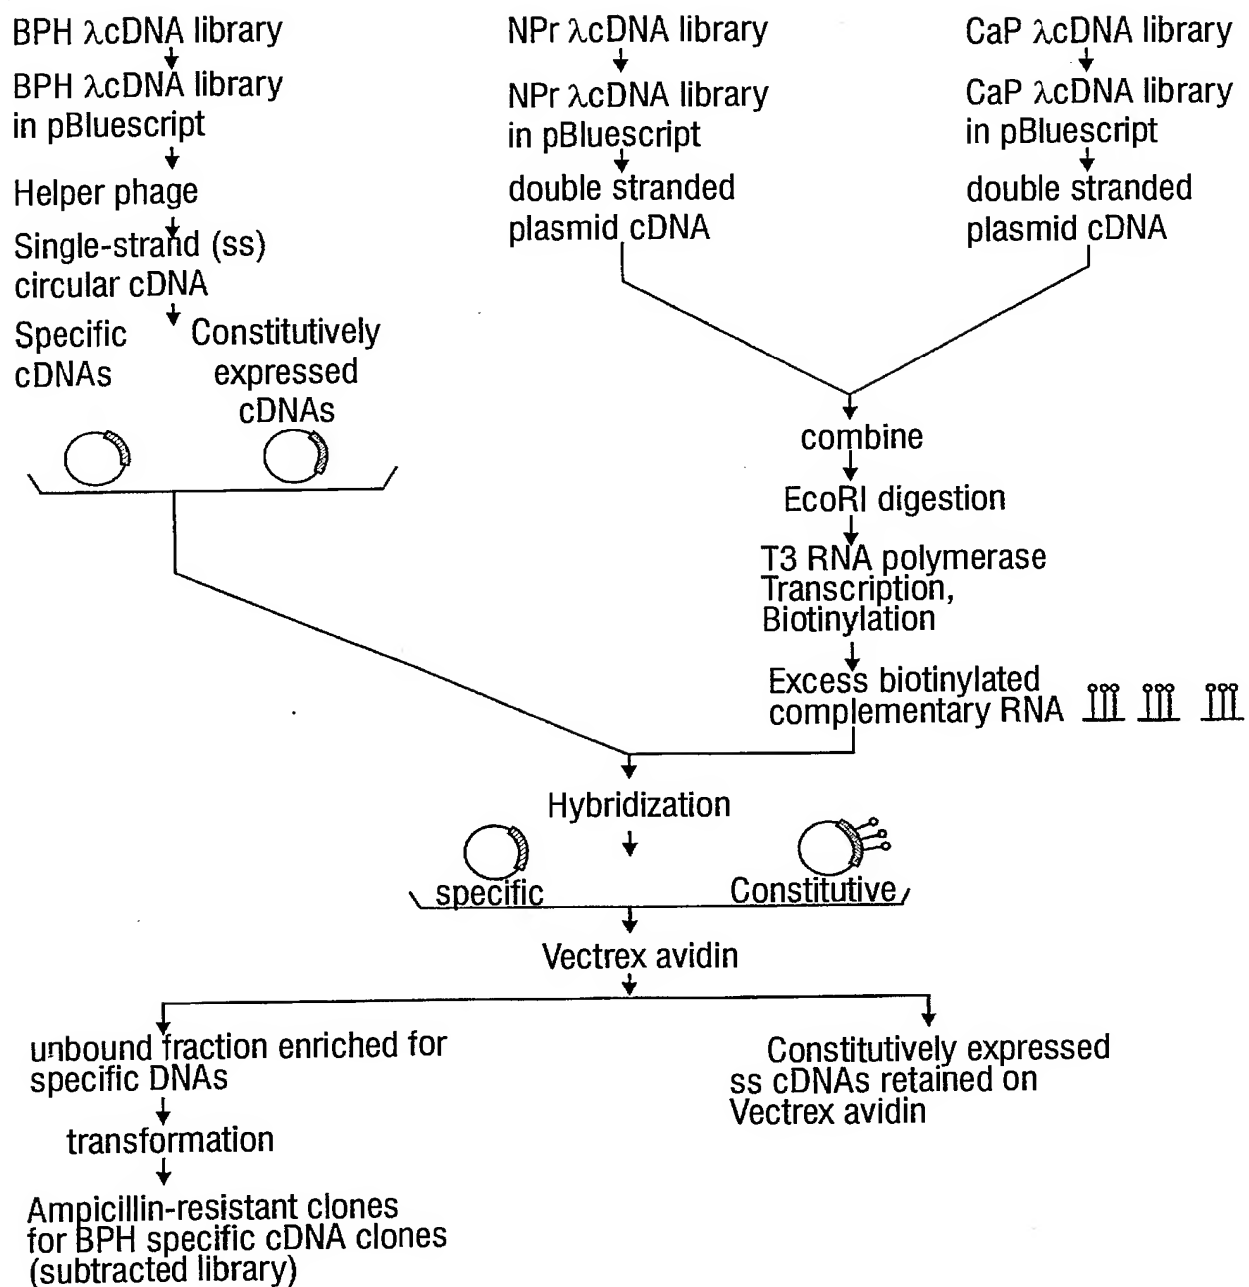 BPH λcDNA library
BPH λcDNA library
in pBluescript
Helper phage
Single-strand (ss)
circular cDNA
Specific
cDNAs
Constitutively
expressed
cDNAs
NPr λcDNA library
NPr λcDNA library
in pBluescript
double stranded
plasmid cDNA
CaP λcDNA library
CaP λcDNA library
in pBluescript
double stranded
plasmid cDNA
combine
EcoRI digestion
T3 RNA polymerase
Transcription,
Biotinylation
Excess biotinylated
complementary RNA
Hybridization
specific
Constitutive
Vectrex avidin
unbound fraction enriched for
specific DNAs
transformation
Ampicillin-resistant clones
for BPH specific cDNA clones
(subtracted library)
Constitutively expressed
ss cDNAs retained on
Vectrex avidin